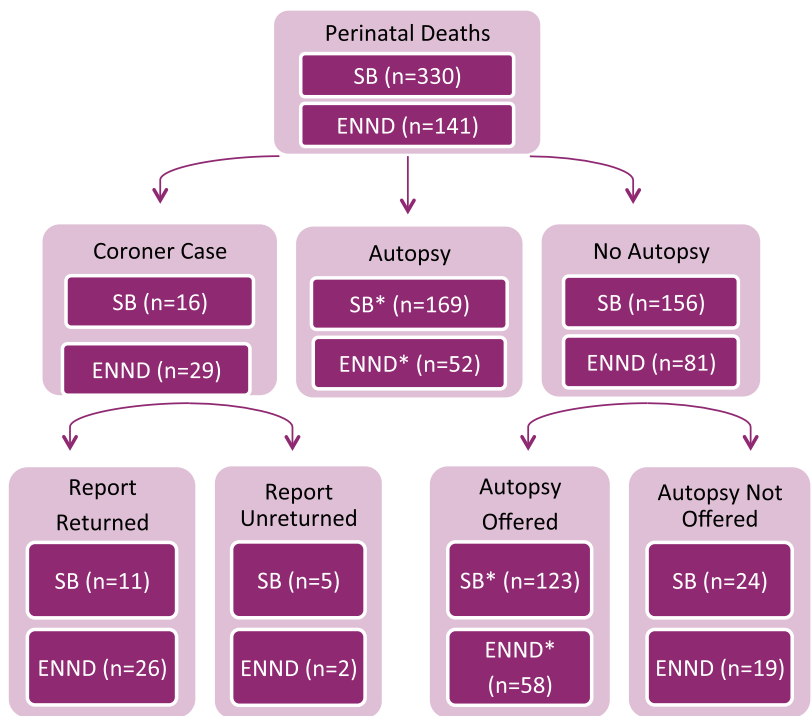 Perinatal Deaths
SB (n=330)
ENND (n=141)
Coroner Case
SB (n=16)
ENND (n=29)
Autopsy
SB* (n=169)
ENND* (n=52)
No Autopsy
SB (n=156)
ENND (n=81)
Report
Returned
SB (n=11)
ENND (n=26)
Report
Unreturned
SB (n=5)
ENND (n=2)
Autopsy
Offered
SB* (n=123)
ENND*
(n=58)
Autopsy Not
Offered
SB (n=24)
ENND (n=19)